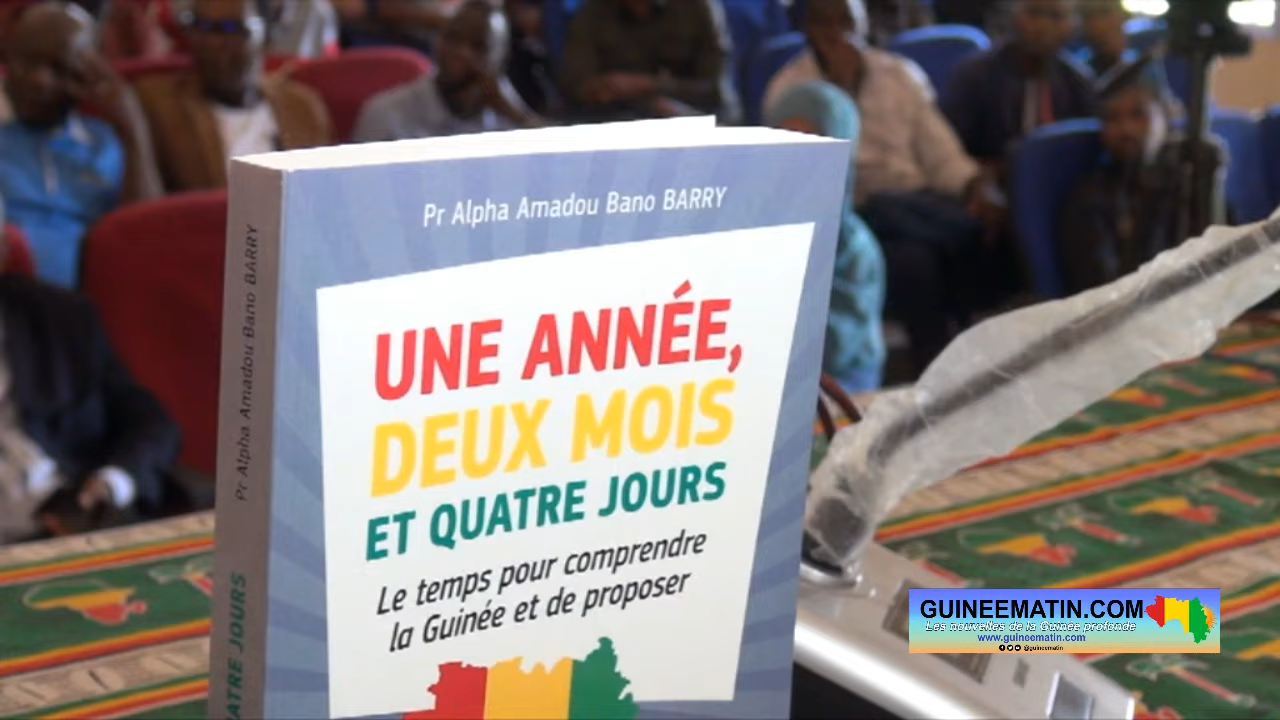 Pr Alpha Amadou Bano BARRY
UNE ANNÉE,
DEUX MOIS
ET QUATRE JOURS
Le temps pour comprendre
la Guinée et de proposer
Pr Alpha Amadou Bano BARRY
ATRE JOURS
GUINEEMATIN.COM
Les nouvelles de la Guinée profonde
www.guineematin.com
@guineematin